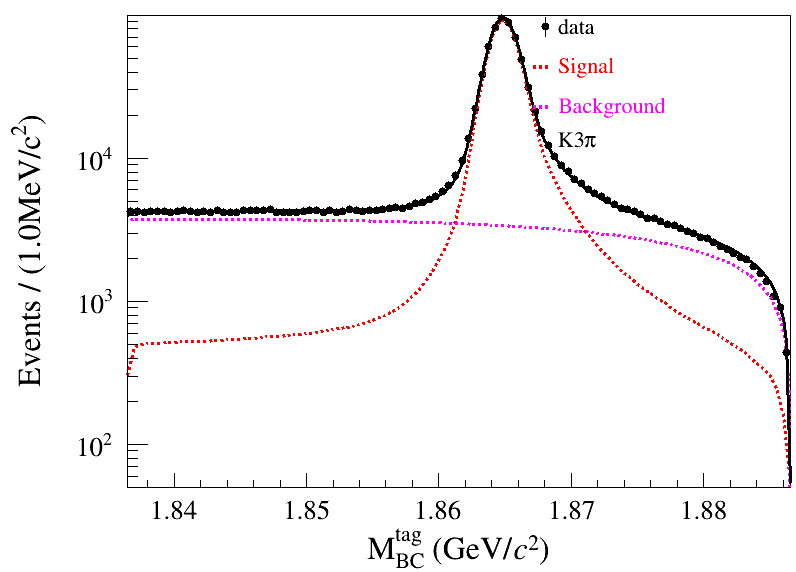 data
Signal
Background
K3π
Events / (1.0MeV/c²)
10⁴
10³
10²
1.84 1.85 1.86 1.87 1.88
M_BC^tag (GeV/c²)